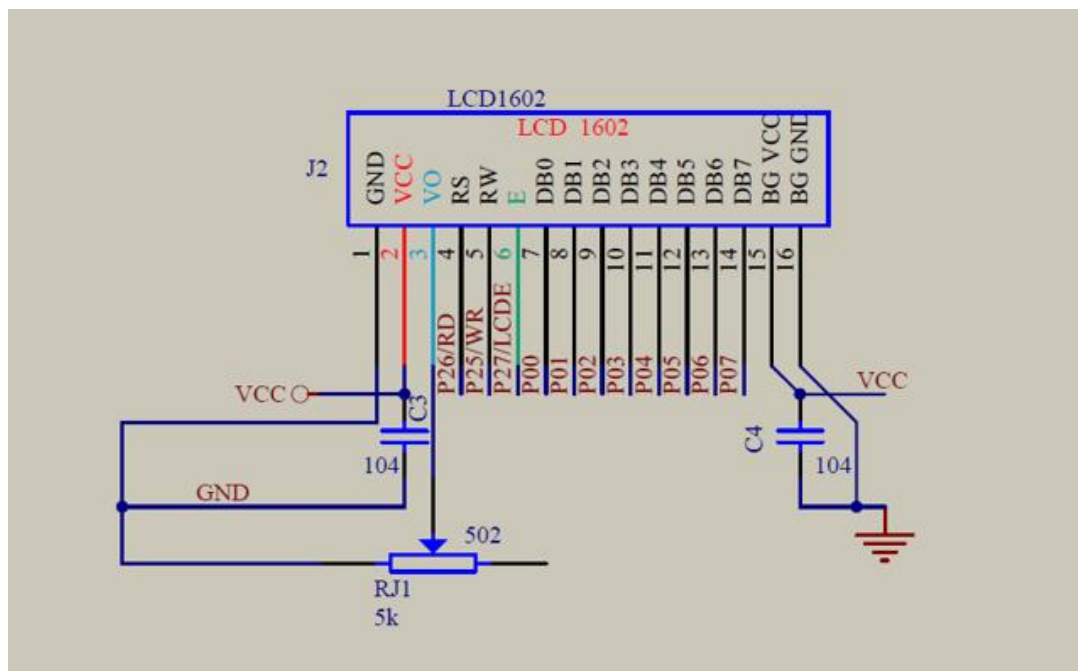 LCD1602
LCD 1602
J2
GND
VCC
VO
RS
RW
E
DB0
DB1
DB2
DB3
DB4
DB5
DB6
DB7
BG VCC
BG GND
1
2
3
4
5
6
7
8
9
10
11
12
13
14
15
16
P26/RD
P25/WR
P27/LCDE
P00
P01
P02
P03
P04
P05
P06
P07
VCC
C3
104
GND
VCC
C4
104
502
RJ1
5k